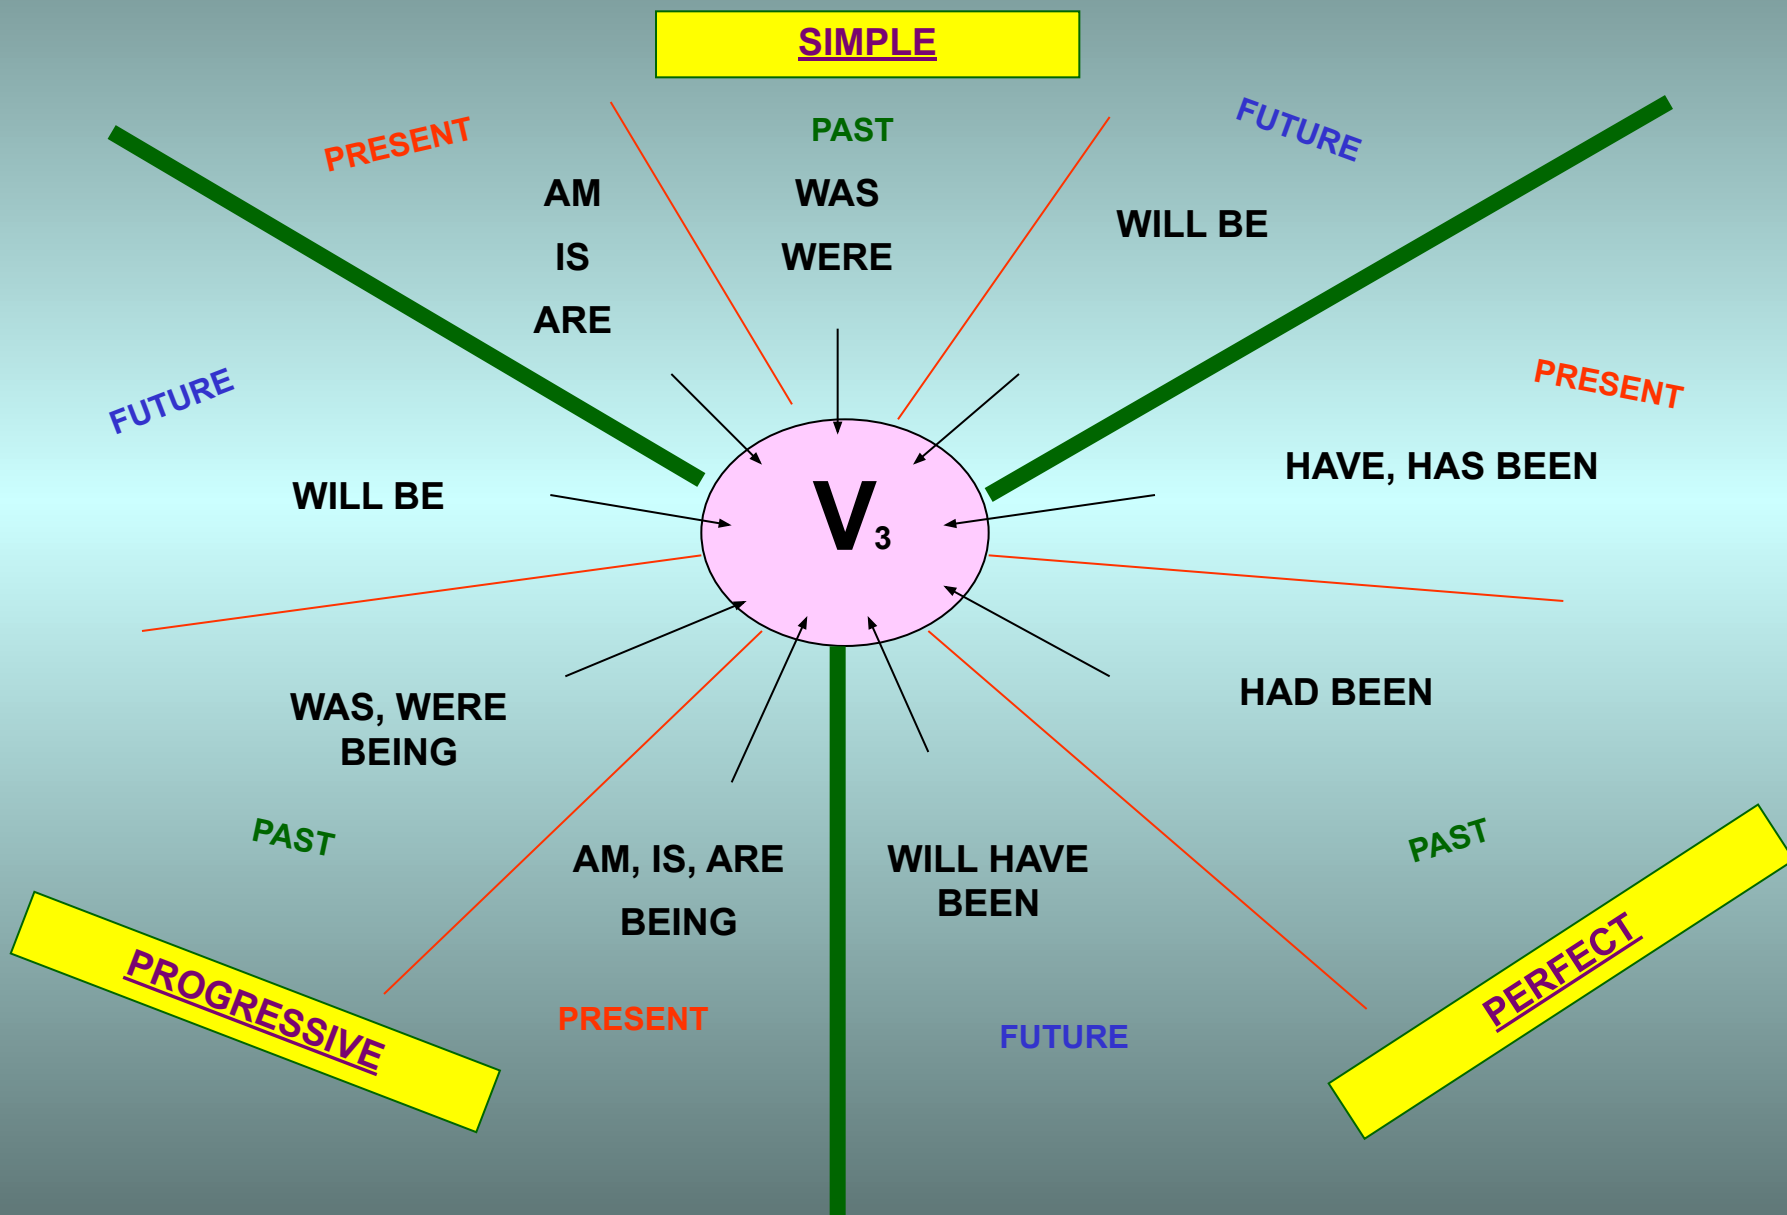 SIMPLE
PRESENT
AM
IS
ARE
PAST
WAS
WERE
FUTURE
WILL BE
PRESENT
HAVE, HAS BEEN
HAD BEEN
PAST
PERFECT
WILL HAVE
BEEN
FUTURE
AM, IS, ARE
BEING
PRESENT
WAS, WERE
BEING
PAST
PROGRESSIVE
FUTURE
WILL BE
V3